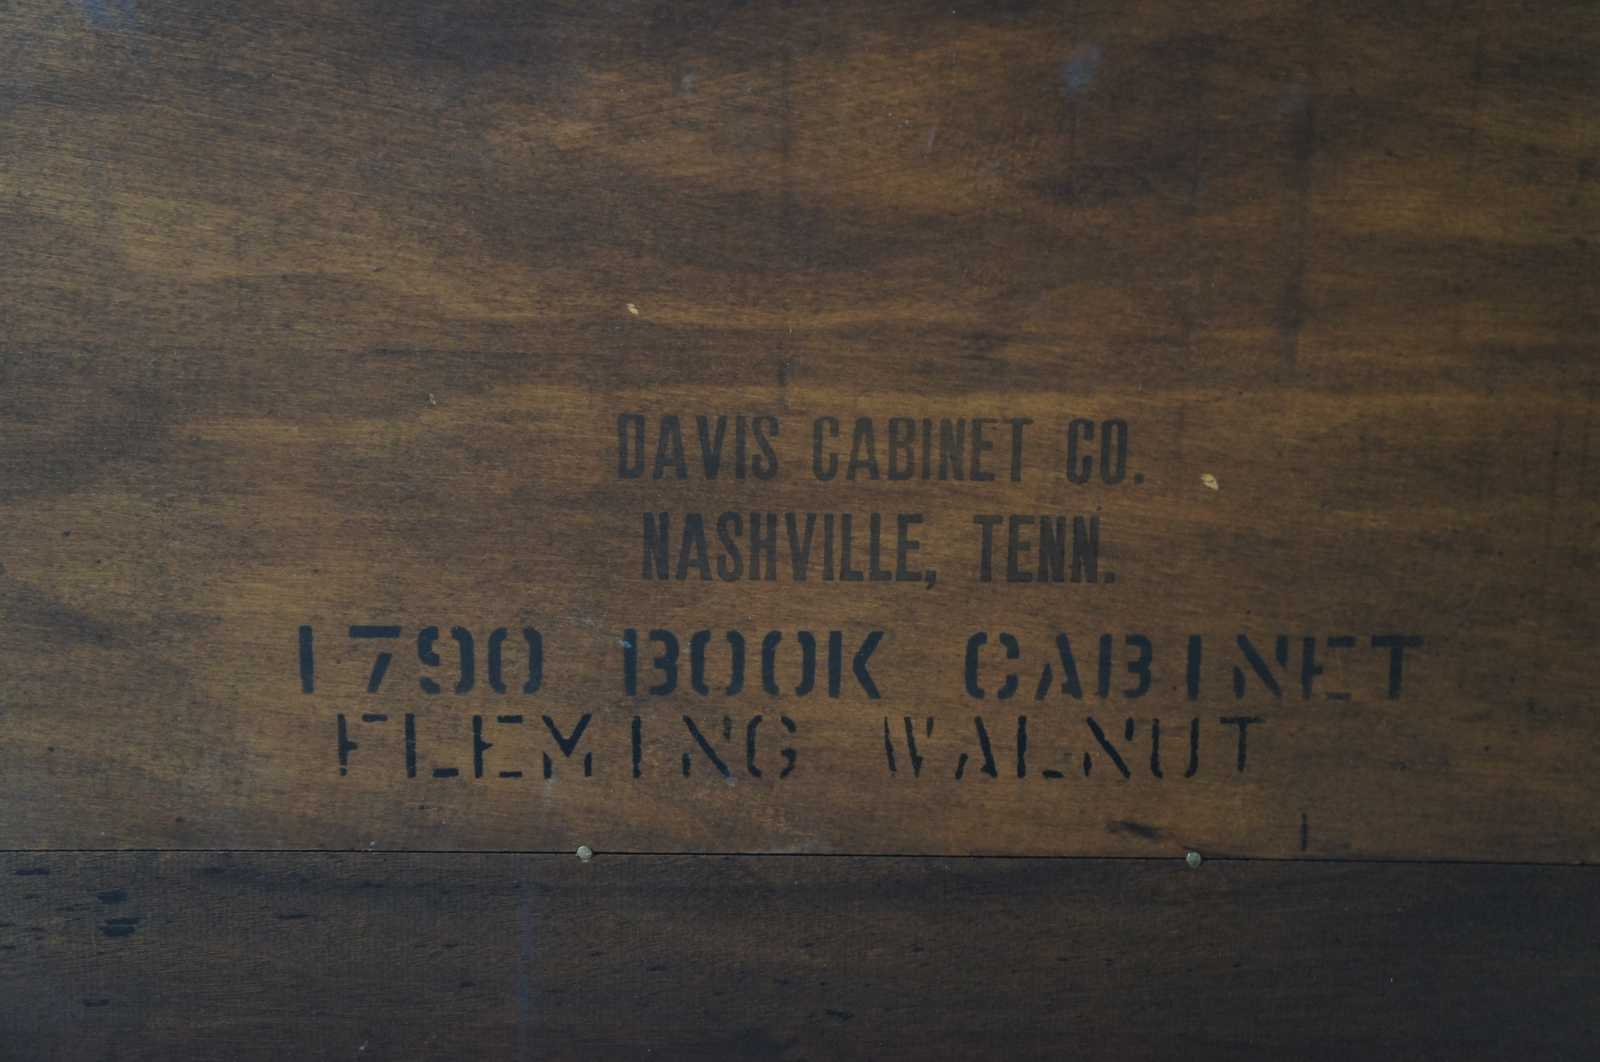 DAVIS CABINET CO.
NASHVILLE, TENN.
1790 BOOK CABINET
FLEMING WALNUT